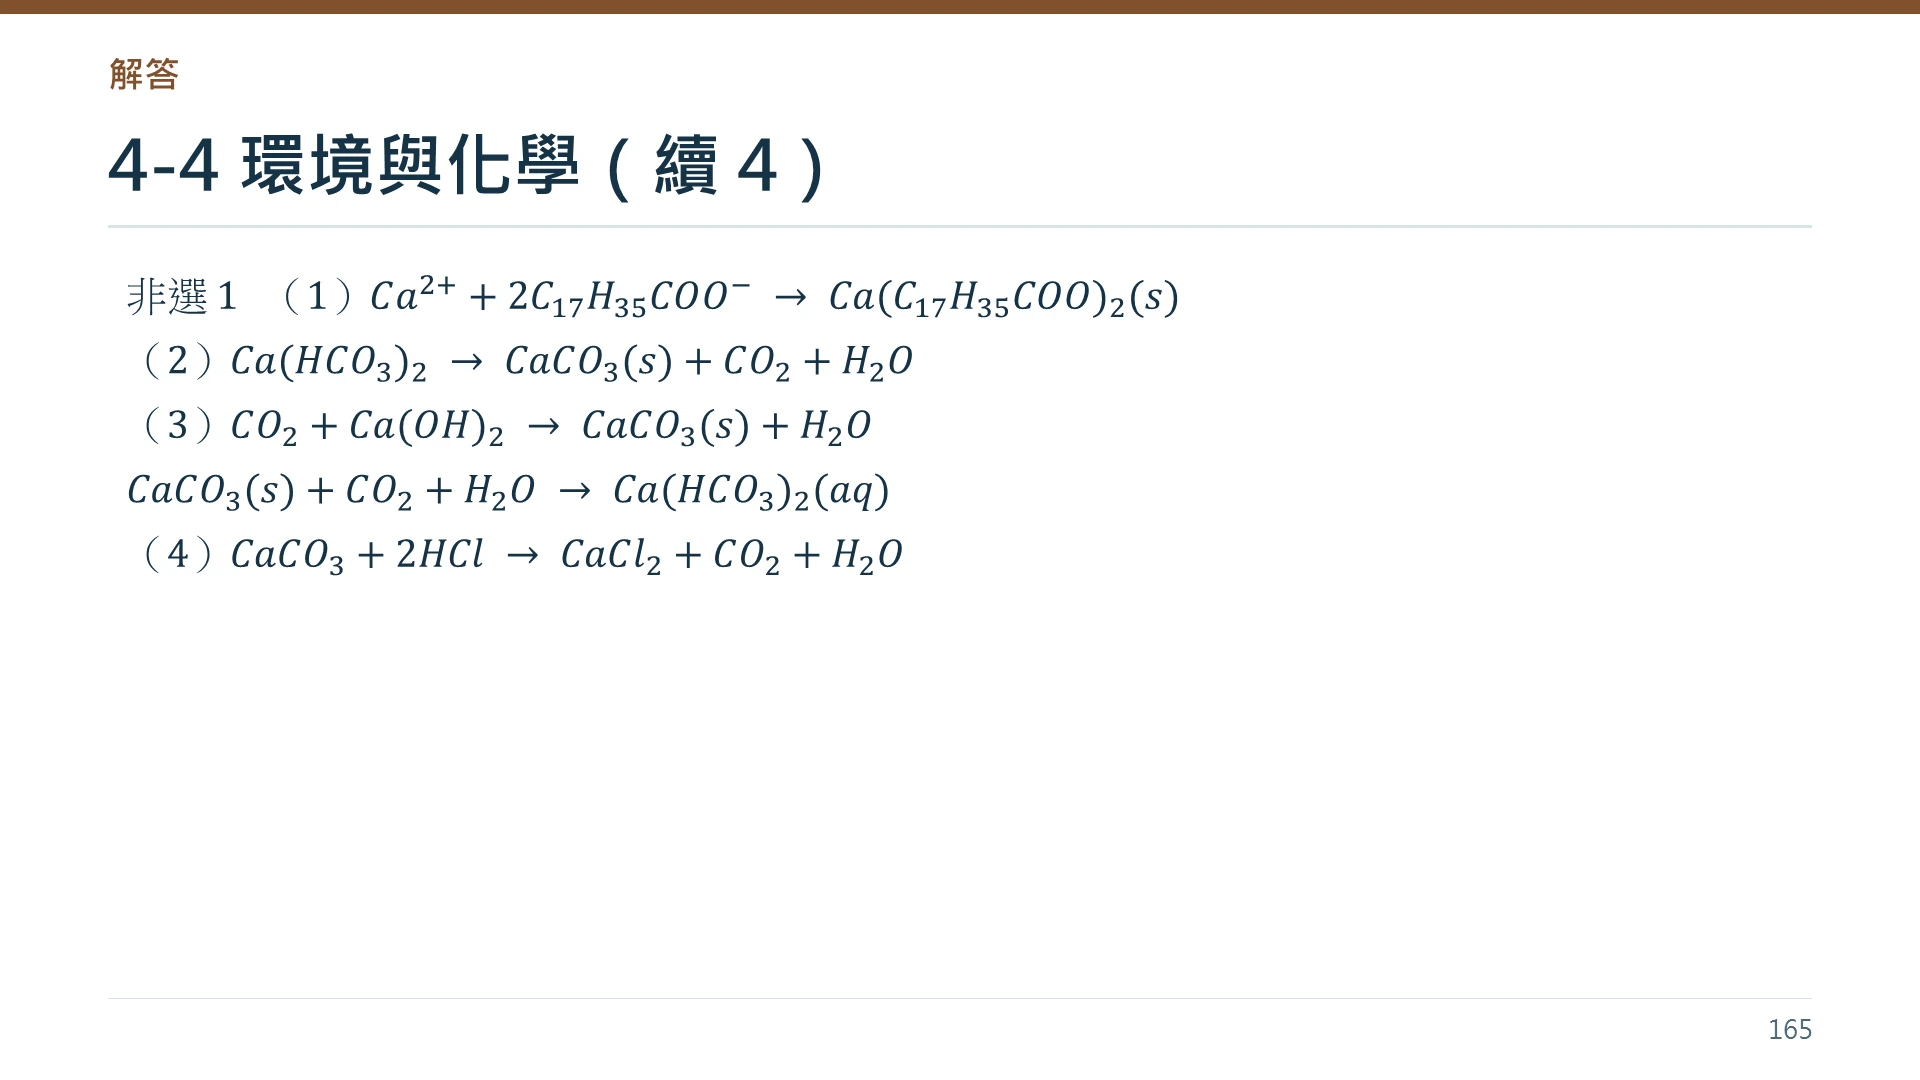 解答
4-4 環境與化學（續 4）
非選 1 （1）Ca²⁺ + 2C₁₇H₃₅COO⁻ → Ca(C₁₇H₃₅COO)₂(s)
（2）Ca(HCO₃)₂ → CaCO₃(s) + CO₂ + H₂O
（3）CO₂ + Ca(OH)₂ → CaCO₃(s) + H₂O
CaCO₃(s) + CO₂ + H₂O → Ca(HCO₃)₂(aq)
（4）CaCO₃ + 2HCl → CaCl₂ + CO₂ + H₂O
165